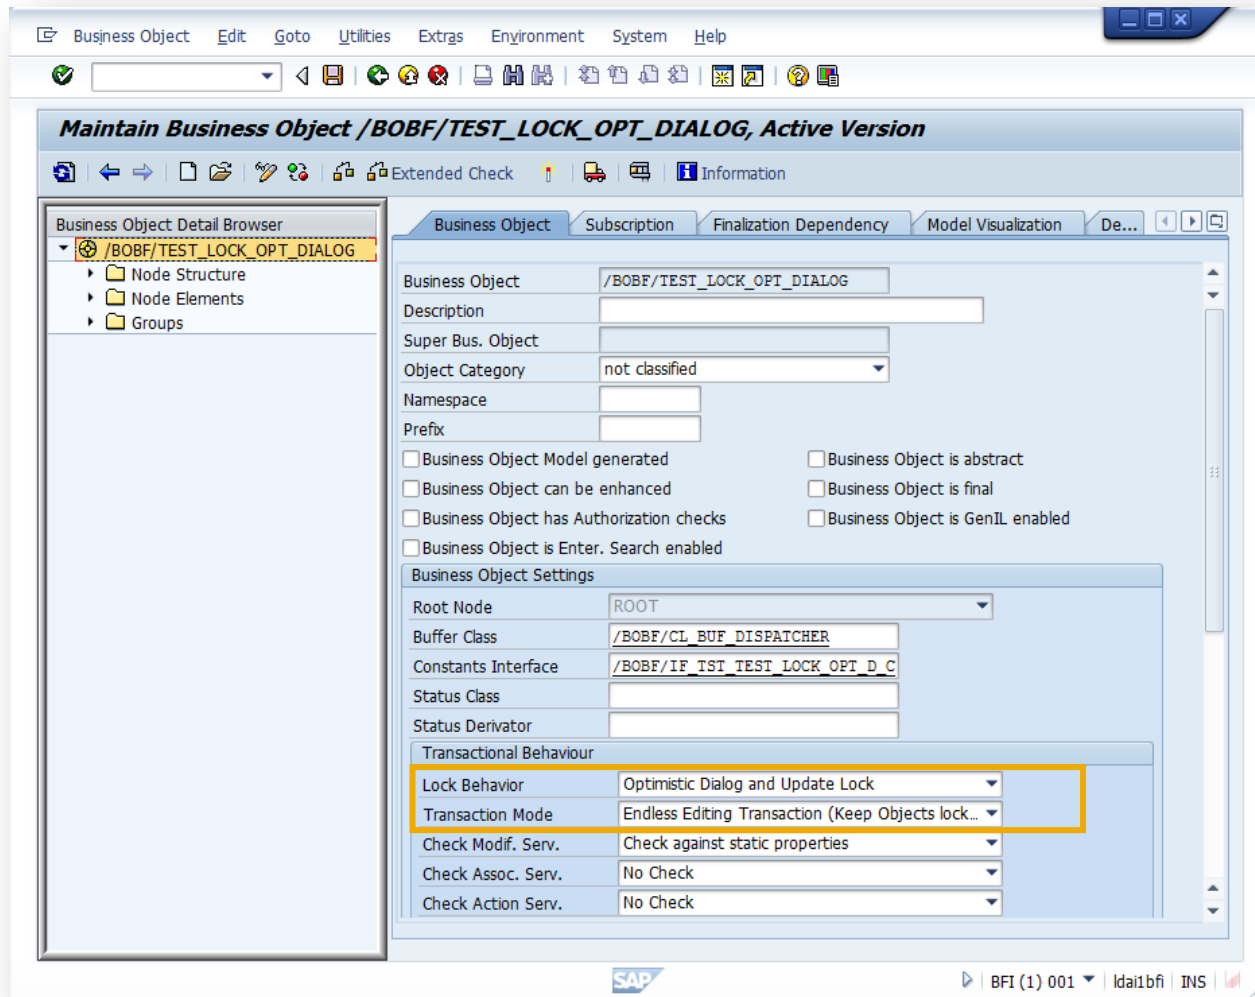 Business Object Edit Goto Utilities Extras Environment System Help
Maintain Business Object /BOBF/TEST_LOCK_OPT_DIALOG, Active Version
Extended Check Information
Business Object Detail Browser
/BOBF/TEST_LOCK_OPT_DIALOG
Node Structure
Node Elements
Groups
Business Object Subscription Finalization Dependency Model Visualization De...
Business Object /BOBF/TEST_LOCK_OPT_DIALOG
Description
Super Bus. Object
Object Category not classified
Namespace
Prefix
Business Object Model generated Business Object is abstract
Business Object can be enhanced Business Object is final
Business Object has Authorization checks Business Object is GenIL enabled
Business Object is Enter. Search enabled
Business Object Settings
Root Node ROOT
Buffer Class /BOBF/CL_BUF_DISPATCHER
Constants Interface /BOBF/IF_TST_TEST_LOCK_OPT_D_C
Status Class
Status Derivator
Transactional Behaviour
Lock Behavior Optimistic Dialog and Update Lock
Transaction Mode Endless Editing Transaction (Keep Objects lock...
Check Modif. Serv. Check against static properties
Check Assoc. Serv. No Check
Check Action Serv. No Check
SAP BFI (1) 001 ldai1bfi INS